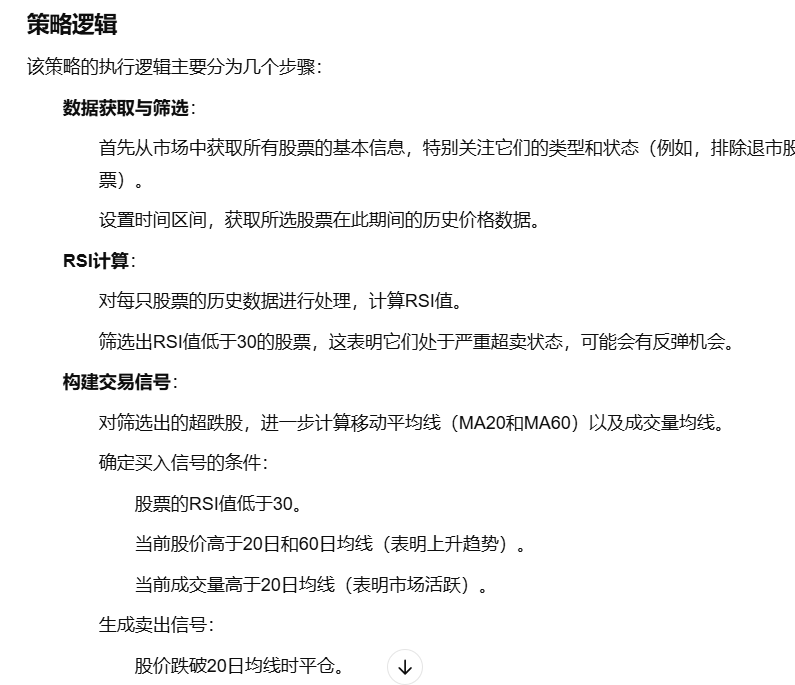 策略逻辑
该策略的执行逻辑主要分为几个步骤：
数据获取与筛选：
首先从市场中获取所有股票的基本信息，特别关注它们的类型和状态（例如，排除退市股
票）。
设置时间区间，获取所选股票在此期间的历史价格数据。
RSI计算：
对每只股票的历史数据进行处理，计算RSI值。
筛选出RSI值低于30的股票，这表明它们处于严重超卖状态，可能会有反弹机会。
构建交易信号：
对筛选出的超跌股，进一步计算移动平均线（MA20和MA60）以及成交量均线。
确定买入信号的条件：
股票的RSI值低于30。
当前股价高于20日和60日均线（表明上升趋势）。
当前成交量高于20日均线（表明市场活跃）。
生成卖出信号：
股价跌破20日均线时平仓。